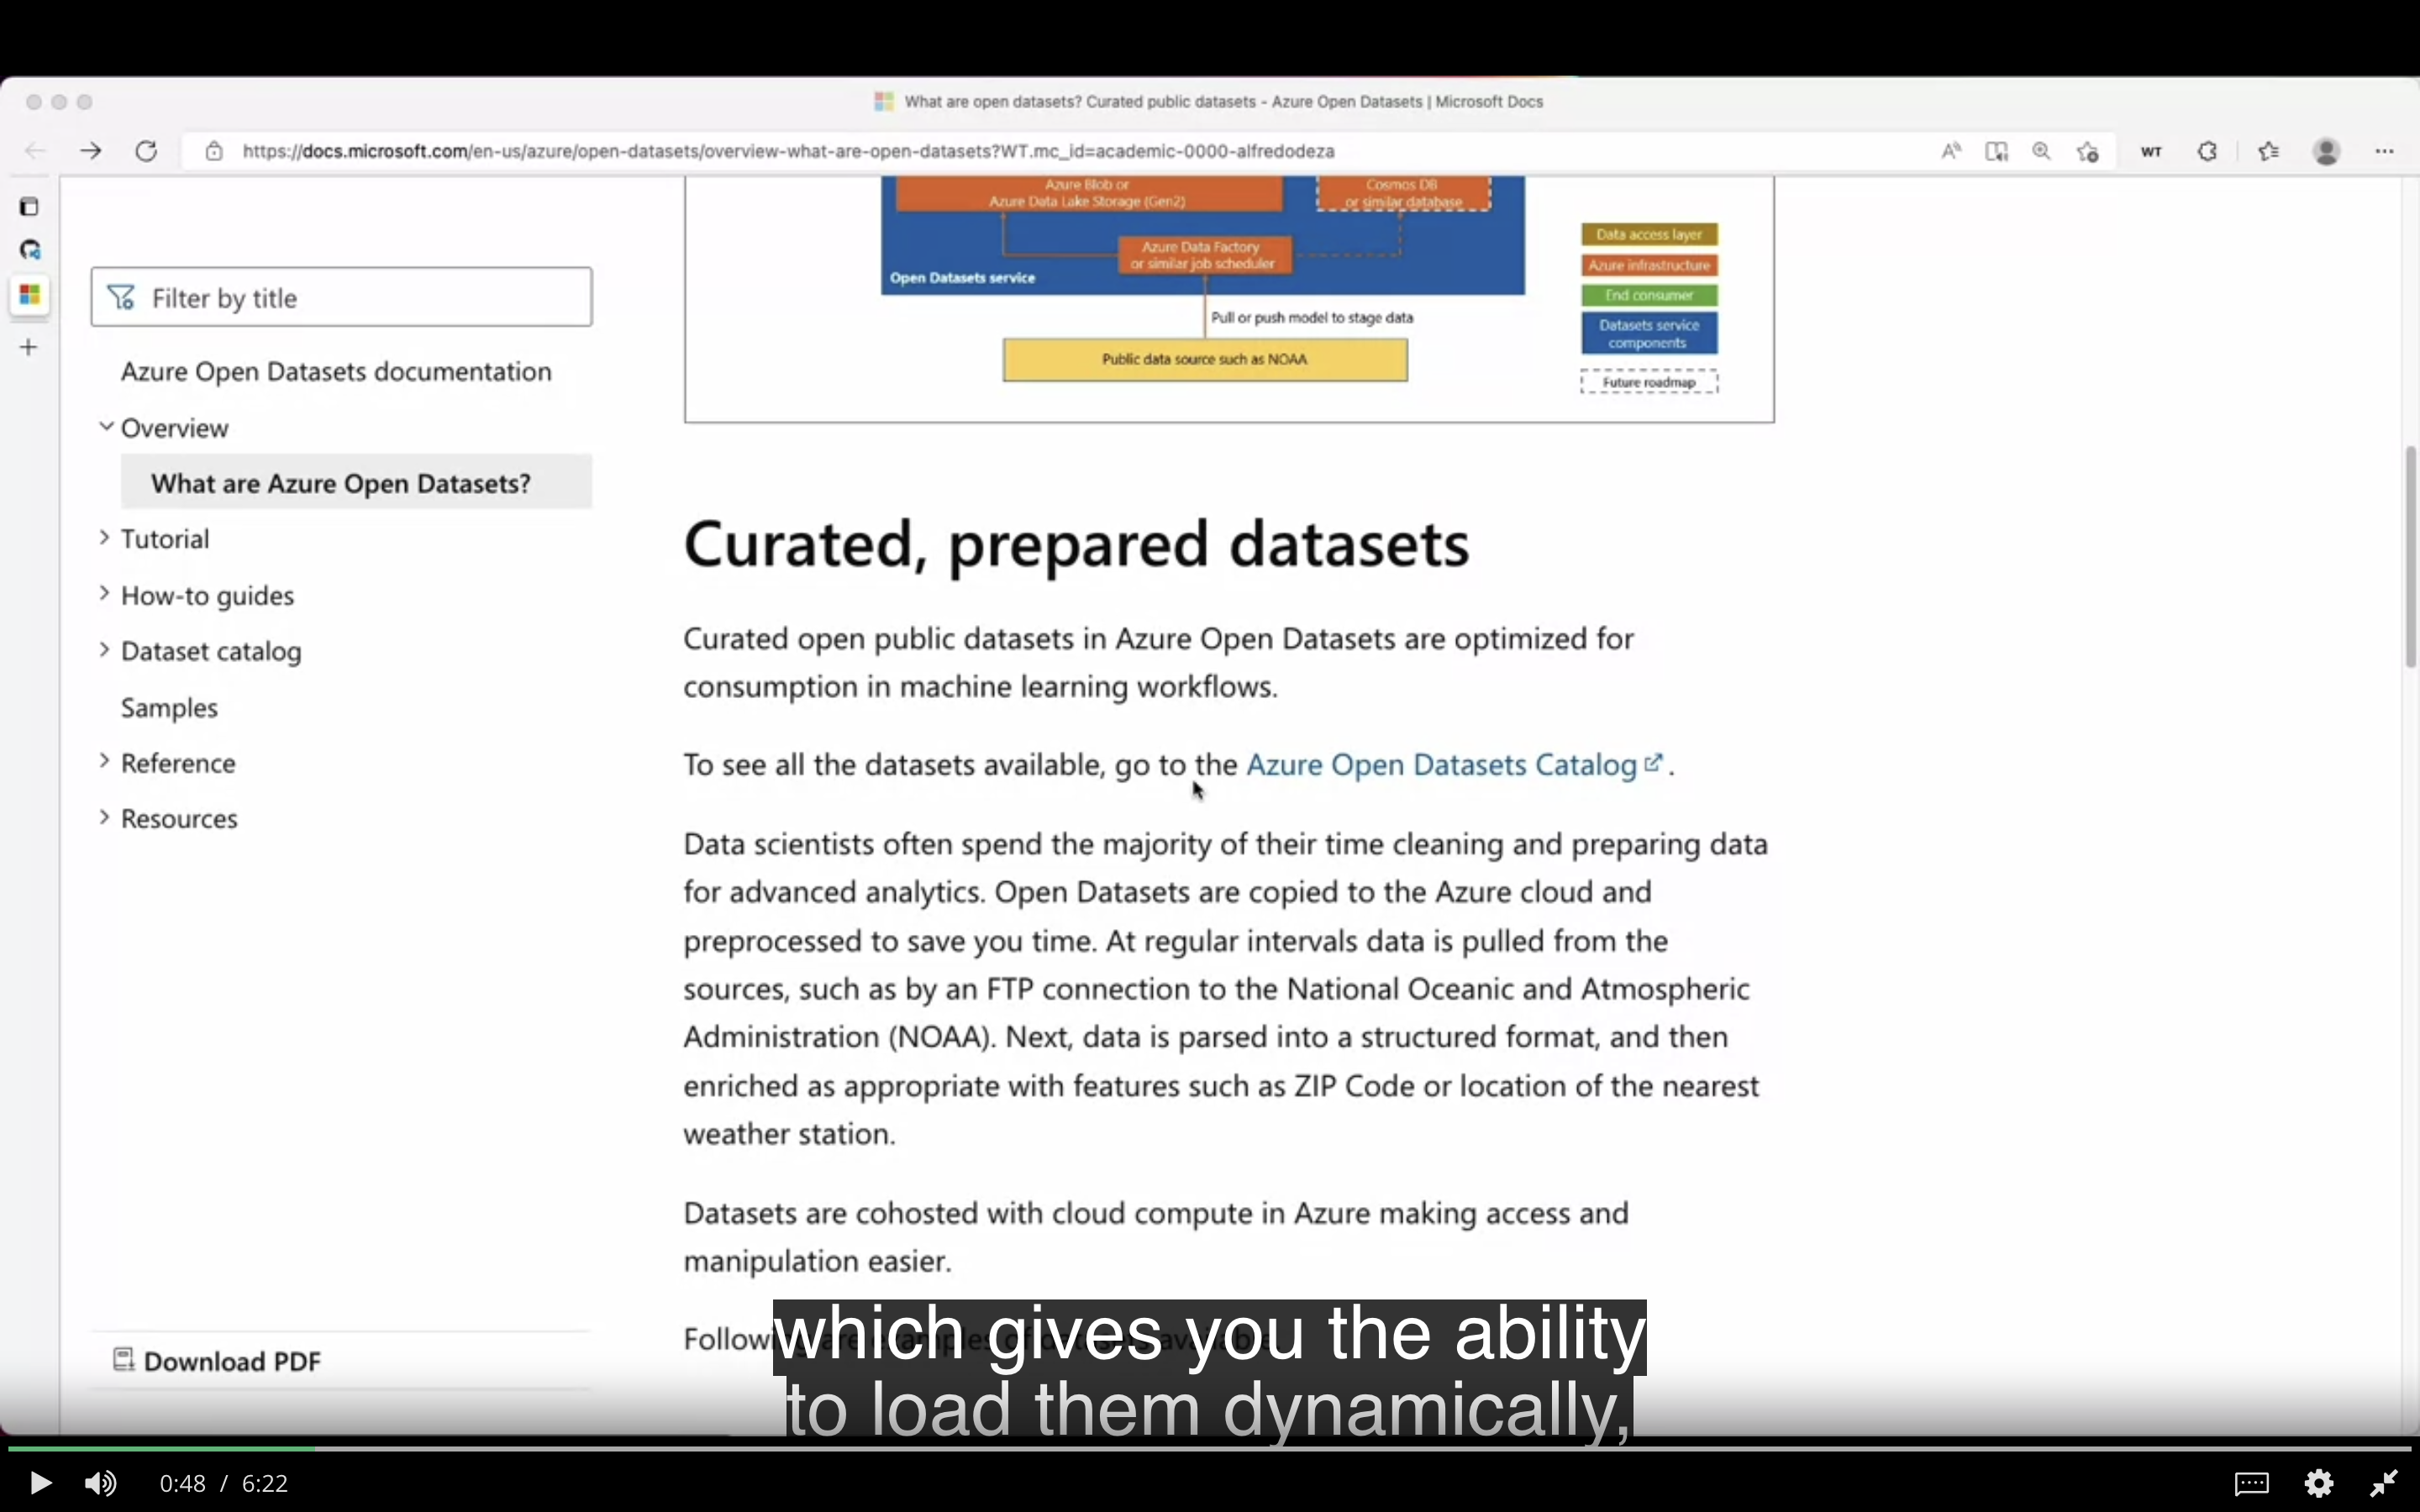 What are open datasets? Curated public datasets - Azure Open Datasets | Microsoft Docs
https://docs.microsoft.com/en-us/azure/open-datasets/overview-what-are-open-datasets?WT.mc_id=academic-0000-alfredodeza
WT
Filter by title
Azure Open Datasets documentation
Overview
What are Azure Open Datasets?
Tutorial
How-to guides
Dataset catalog
Samples
Reference
Resources
Download PDF
Azure Blob or
Azure Data Lake Storage (Gen2)
Cosmos DB
or similar database
Azure Data Factory
or similar job scheduler
Open Datasets service
Pull or push model to stage data
Public data source such as NOAA
Data access layer
Azure infrastructure
End consumer
Datasets service
components
Future roadmap
Curated, prepared datasets
Curated open public datasets in Azure Open Datasets are optimized for
consumption in machine learning workflows.
To see all the datasets available, go to the Azure Open Datasets Catalog.
Data scientists often spend the majority of their time cleaning and preparing data
for advanced analytics. Open Datasets are copied to the Azure cloud and
preprocessed to save you time. At regular intervals data is pulled from the
sources, such as by an FTP connection to the National Oceanic and Atmospheric
Administration (NOAA). Next, data is parsed into a structured format, and then
enriched as appropriate with features such as ZIP Code or location of the nearest
weather station.
Datasets are cohosted with cloud compute in Azure making access and
manipulation easier.
which gives you the ability
to load them dynamically,
0:48 / 6:22